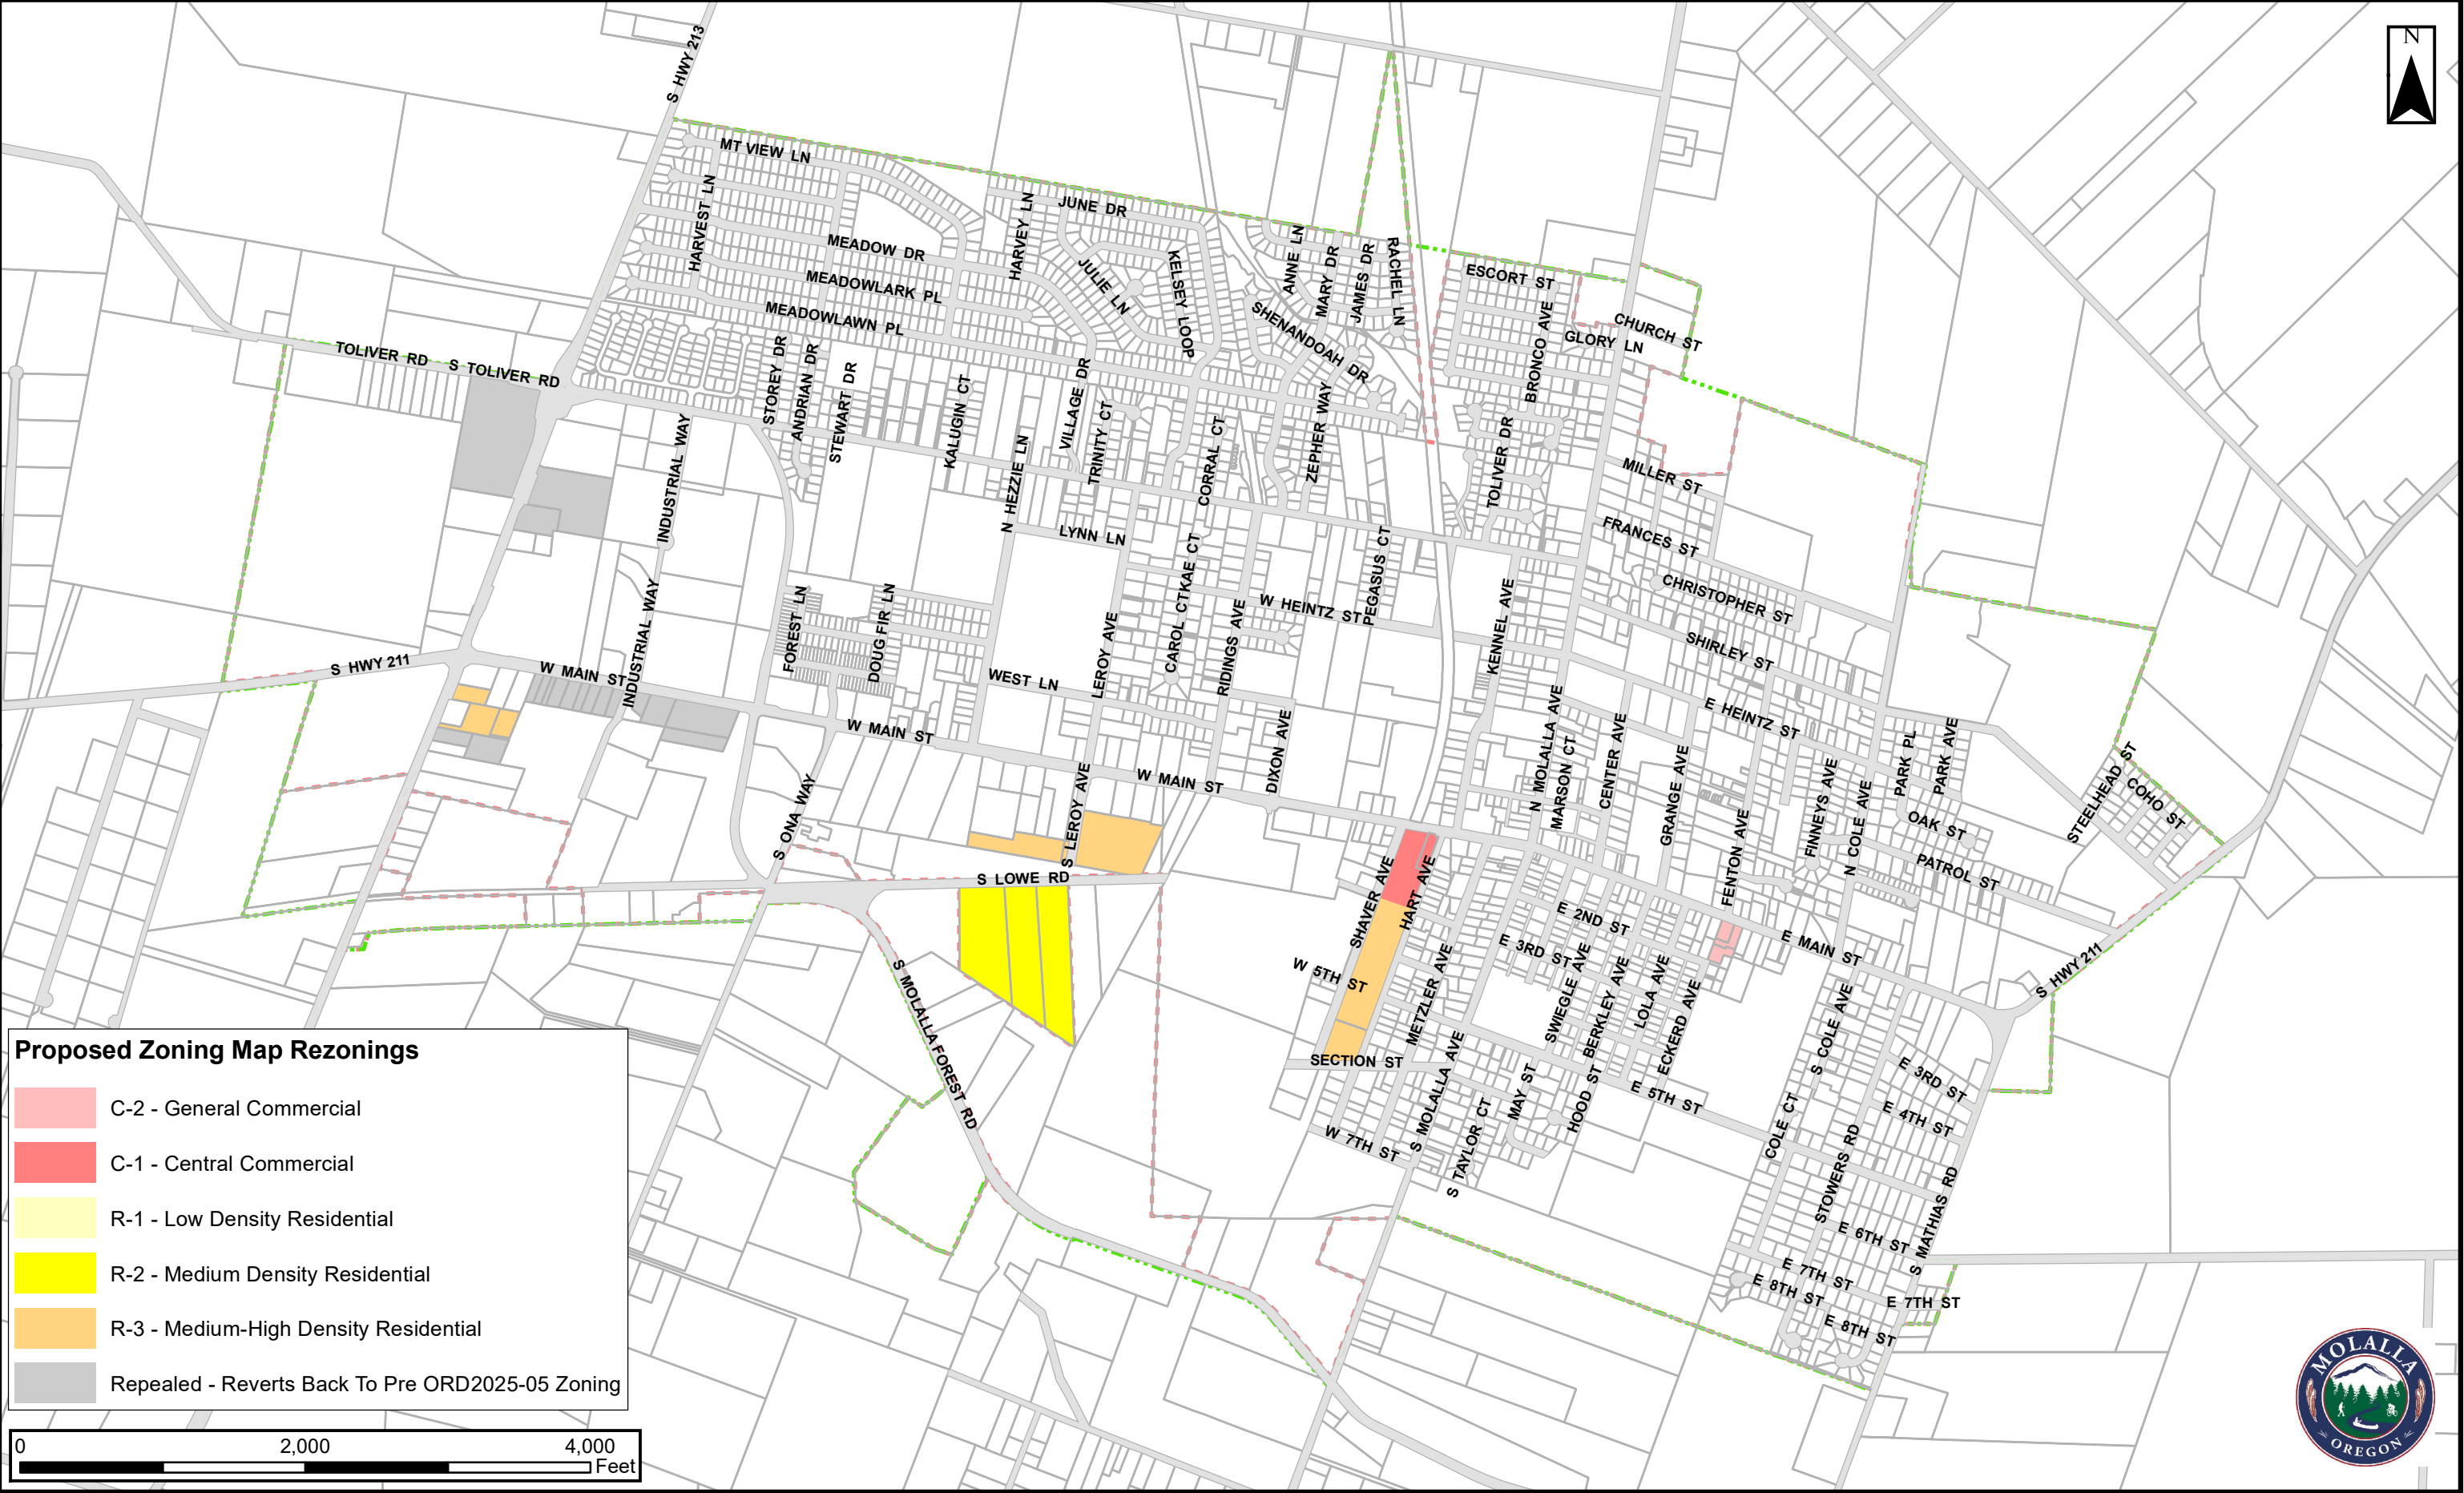 N
S HWY 213
MT VIEW LN
HARVEST LN
MEADOW DR
MEADOWLARK PL
MEADOWLAWN PL
HARVEY LN
JUNE DR
JULIE LN
KELSEY LOOP
ANNE LN
MARY DR
JAMES DR
RACHEL LN
SHENANDOAH DR
ESCORT ST
BRONCO AVE
GLORY LN
CHURCH ST
TOLIVER RD
S TOLIVER RD
STOREY DR
ANDRIAN DR
STEWART DR
KALUGIN CT
VILLAGE DR
TRINITY CT
CORRAL CT
ZEPHER WAY
TOLIVER DR
MILLER ST
FRANCES ST
CHRISTOPHER ST
SHIRLEY ST
INDUSTRIAL WAY
INDUSTRIAL WAY
N HEZZIE LN
LYNN LN
FOREST LN
DOUG FIR LN
WEST LN
LEROY AVE
CAROL CT
KAE CT
RIDINGS AVE
W HEINTZ ST
PEGASUS CT
KENNEL AVE
E HEINTZ ST
S HWY 211
W MAIN ST
W MAIN ST
W MAIN ST
DIXON AVE
N MOLALLA AVE
MARSON CT
CENTER AVE
GRANGE AVE
FENTON AVE
FINNEYS AVE
N COLE AVE
PARK PL
PARK AVE
OAK ST
PATROL ST
STEELHEAD ST
COHO ST
S ONA WAY
S LEROY AVE
S LOWE RD
S MOLALLA FOREST RD
SHAVER AVE
HART AVE
W 5TH ST
SECTION ST
METZLER AVE
S MOLALLA AVE
W 7TH ST
S TAYLOR CT
MAY ST
HOOD ST
E 2ND ST
E 3RD ST
SWIEGLE AVE
BERKLEY AVE
LOLA AVE
ECKERD AVE
E 5TH ST
E MAIN ST
S HWY 211
S COLE AVE
COLE CT
STOWERS RD
E 3RD ST
E 4TH ST
S MATHIAS RD
E 6TH ST
E 7TH ST
E 8TH ST
E 7TH ST
E 8TH ST
Proposed Zoning Map Rezonings
C-2 - General Commercial
C-1 - Central Commercial
R-1 - Low Density Residential
R-2 - Medium Density Residential
R-3 - Medium-High Density Residential
Repealed - Reverts Back To Pre ORD2025-05 Zoning
0 2,000 4,000
Feet
MOLALLA
OREGON